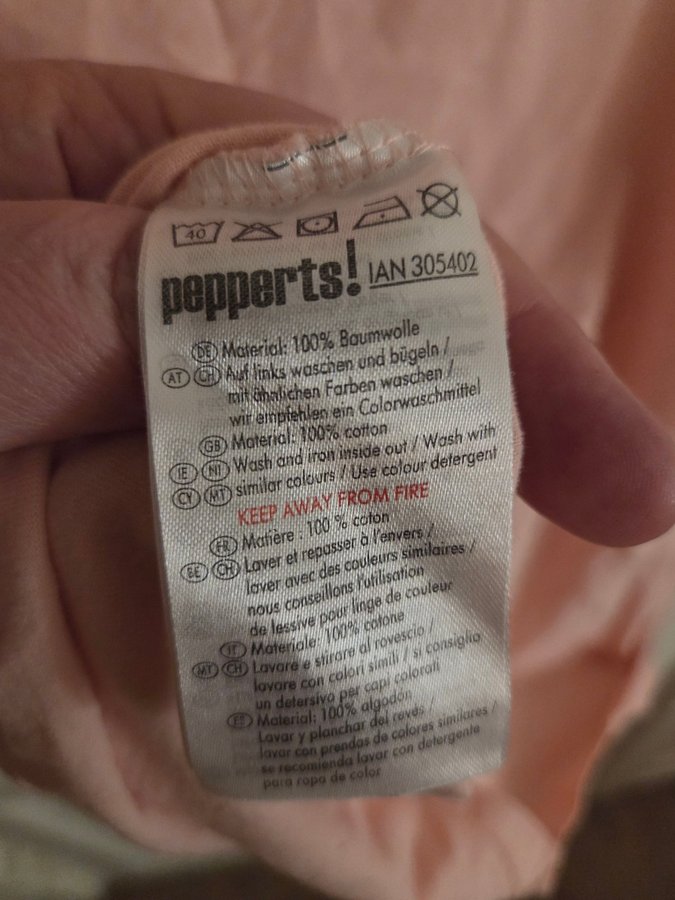 40
pepperts! IAN 305402
DE Material: 100% Baumwolle
AT CH Auf links waschen und bügeln /
mit ähnlichen Farben waschen /
wir empfehlen ein Colorwaschmittel
GB Material: 100% cotton
IE NI Wash and iron inside out / Wash with
CY MT similar colours / Use colour detergent
KEEP AWAY FROM FIRE
FR Matière : 100 % coton
BE CH Laver et repasser à l'envers /
laver avec des couleurs similaires /
nous conseillons l'utilisation
de lessive pour linge de couleur
IT Materiale: 100% cotone
MT CH Lavare e stirare al rovescio /
lavare con colori simili / si consiglia
un detersivo per capi colorati
ES Material: 100% algodón
Lavar y planchar del revés /
lavar con prendas de colores similares /
se recomienda lavar con detergente
para ropa de color